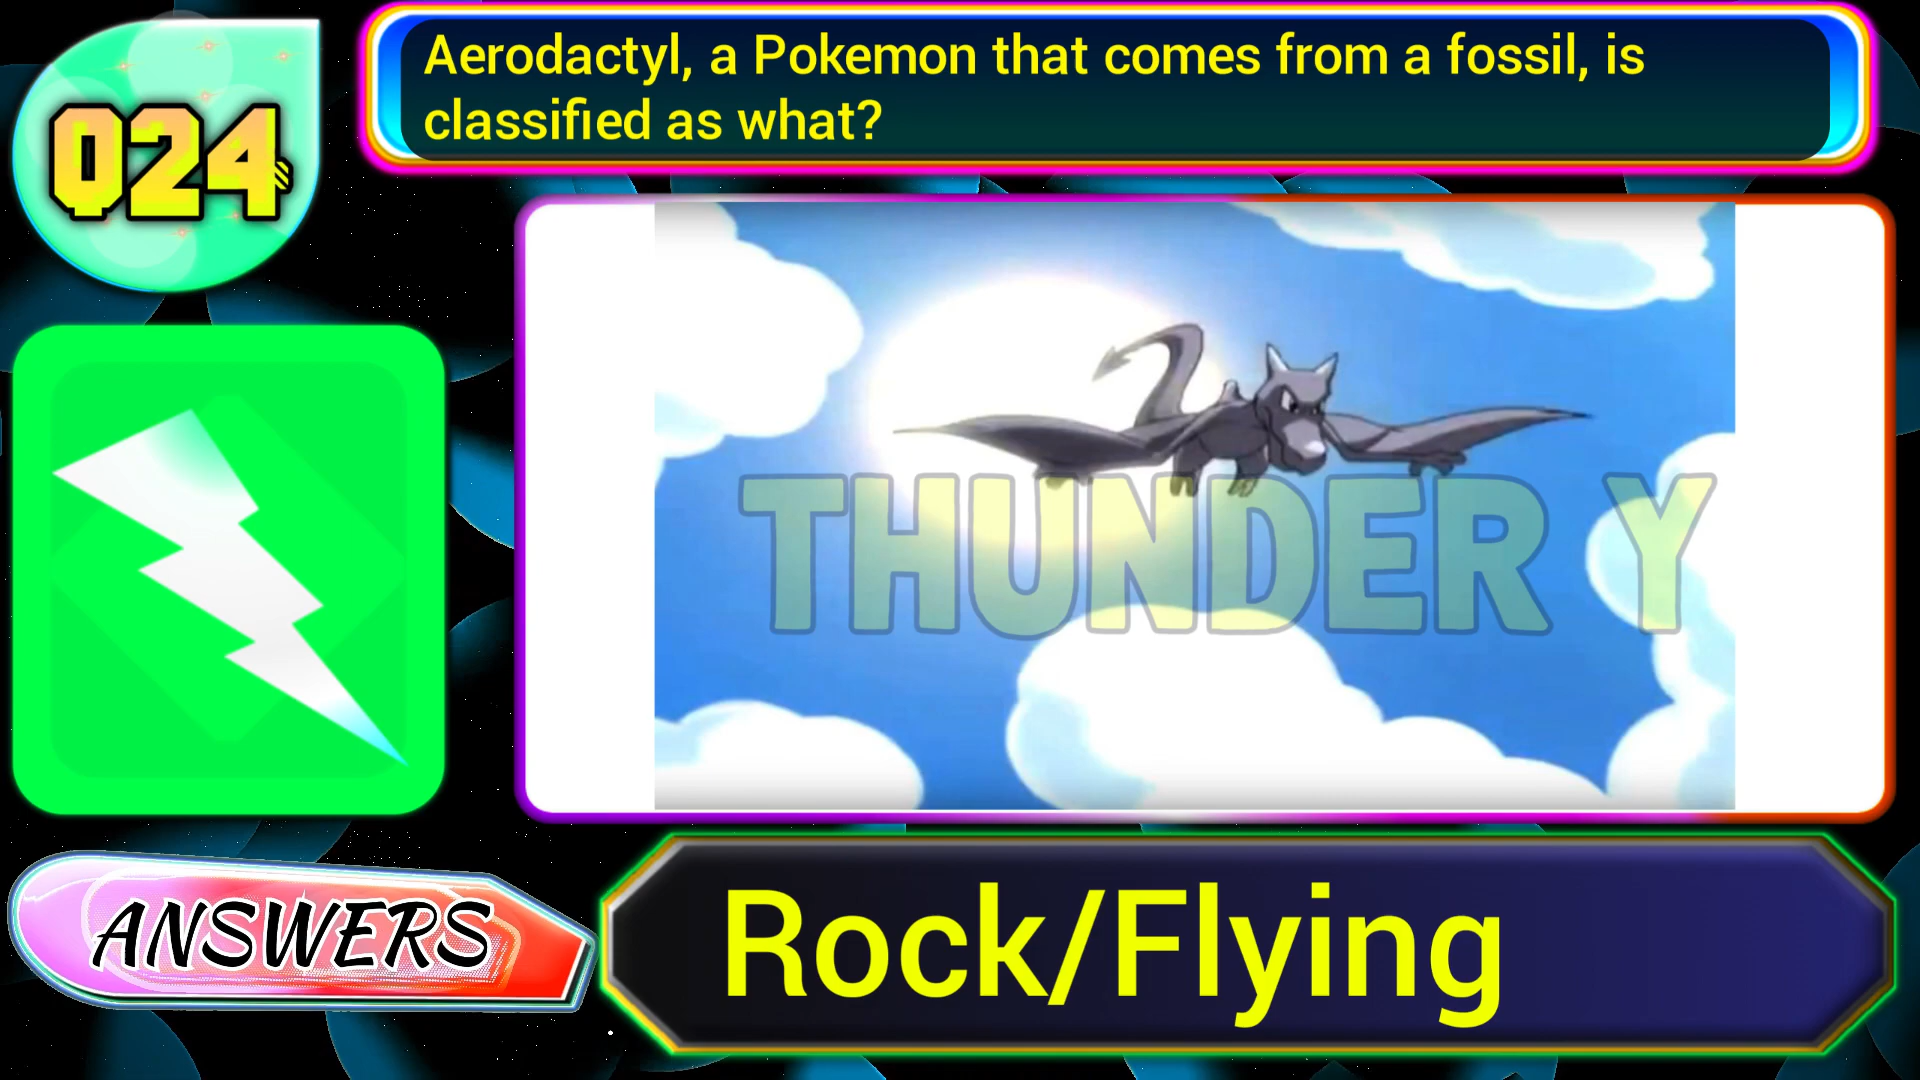 024
Aerodactyl, a Pokemon that comes from a fossil, is
classified as what?
THUNDER Y
ANSWERS
Rock/Flying